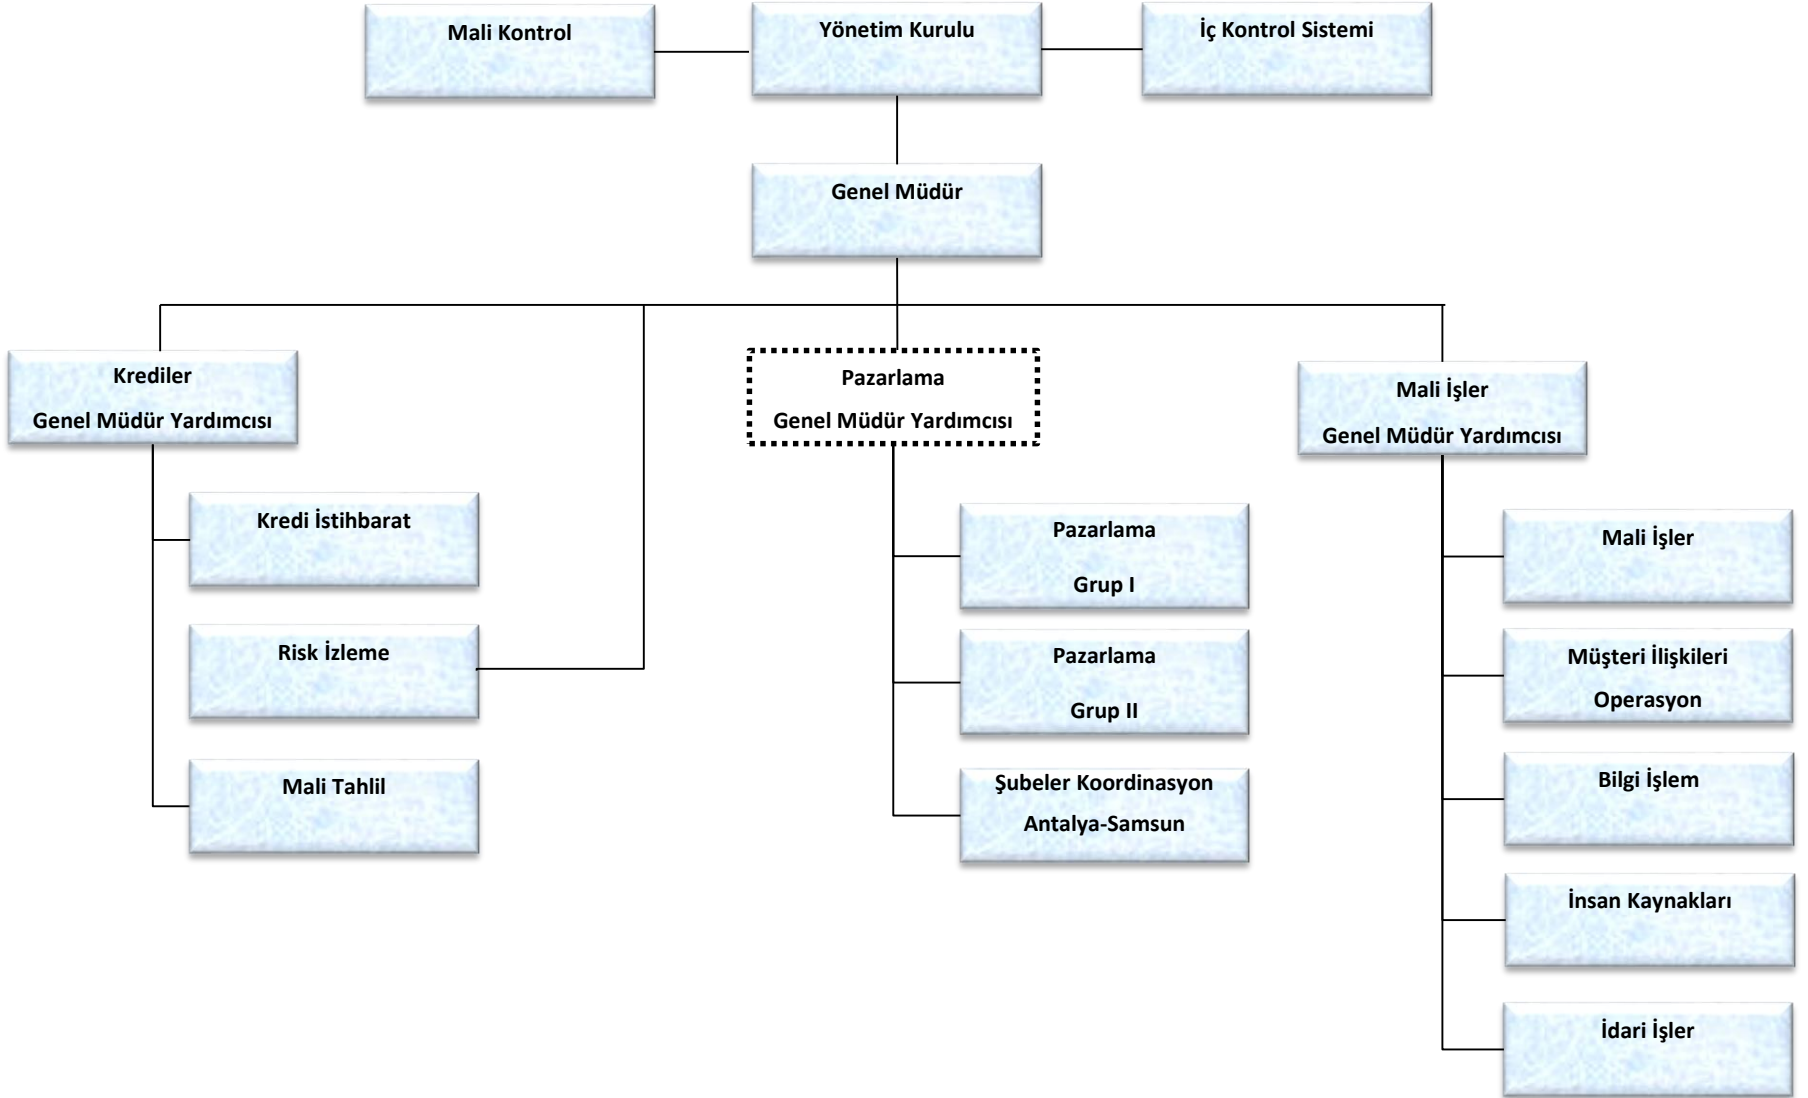 Mali Kontrol
Yönetim Kurulu
İç Kontrol Sistemi
Genel Müdür
Krediler
Genel Müdür Yardımcısı
Kredi İstihbarat
Risk İzleme
Mali Tahlil
Pazarlama
Genel Müdür Yardımcısı
Pazarlama
Grup I
Pazarlama
Grup II
Şubeler Koordinasyon
Antalya-Samsun
Mali İşler
Genel Müdür Yardımcısı
Mali İşler
Müşteri İlişkileri
Operasyon
Bilgi İşlem
İnsan Kaynakları
İdari İşler